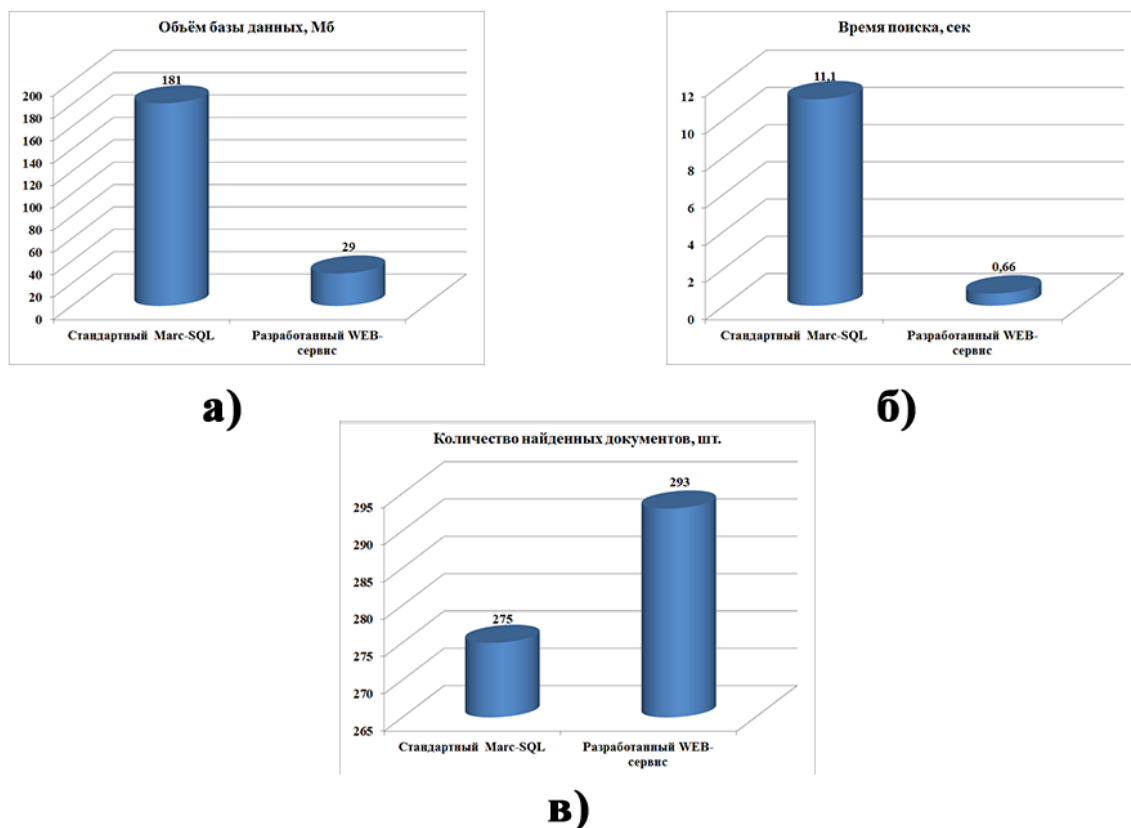 Объём базы данных, Мб
181
29
200
180
160
140
120
100
80
60
40
20
0
Стандартный Marc-SQL
Разработанный WEB-
сервис
а)
Время поиска, сек
11,1
0,66
12
10
8
6
4
2
0
Стандартный Marc-SQL
Разработанный WEB-
сервис
б)
Количество найденных документов, шт.
293
275
295
290
285
280
275
270
265
Стандартный Marc-SQL
Разработанный WEB-
сервис
в)